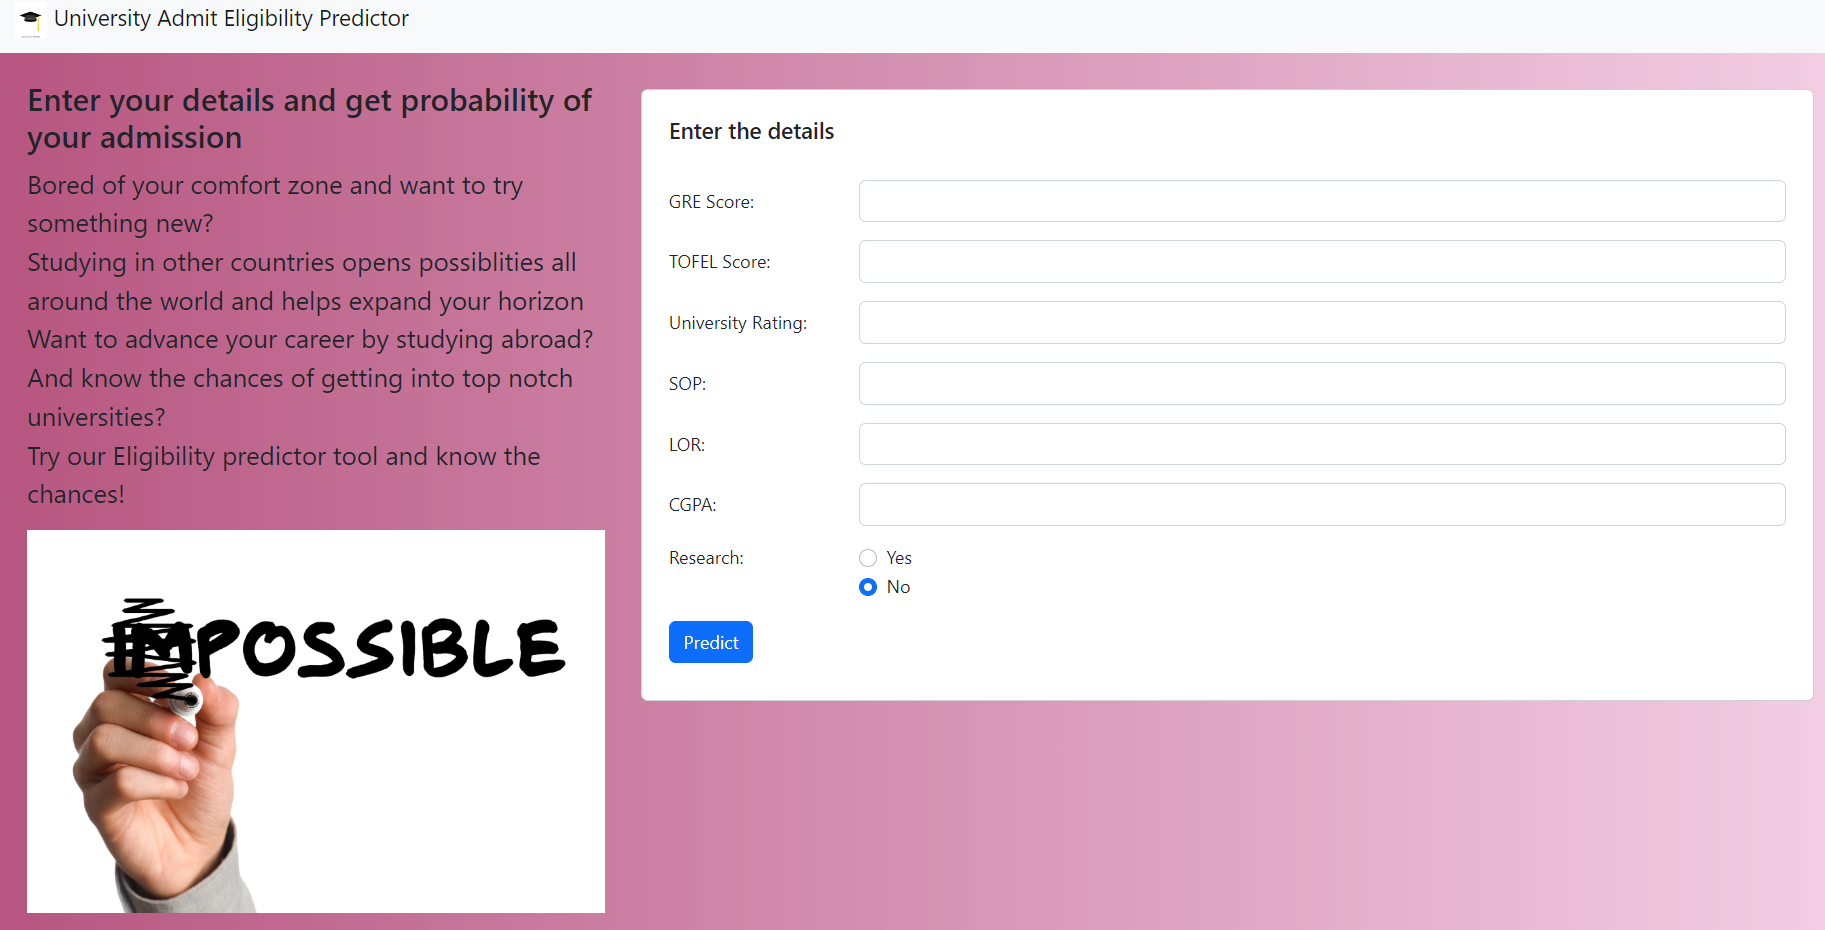 University Admit Eligibility Predictor
Enter your details and get probability of
your admission
Bored of your comfort zone and want to try
something new?
Studying in other countries opens possiblities all
around the world and helps expand your horizon
Want to advance your career by studying abroad?
And know the chances of getting into top notch
universities?
Try our Eligibility predictor tool and know the
chances!
IMPOSSIBLE
Enter the details
GRE Score:
TOFEL Score:
University Rating:
SOP:
LOR:
CGPA:
Research:
Yes
No
Predict